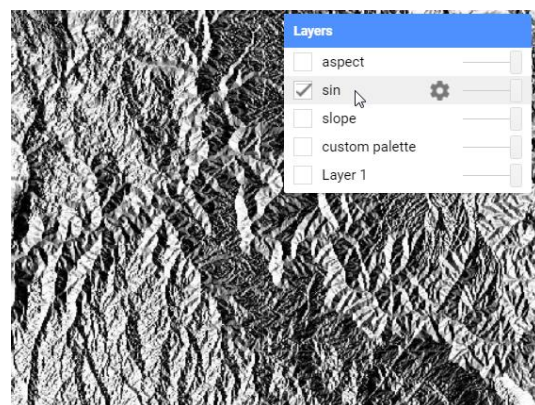 Layers
aspect
sin
slope
custom palette
Layer 1